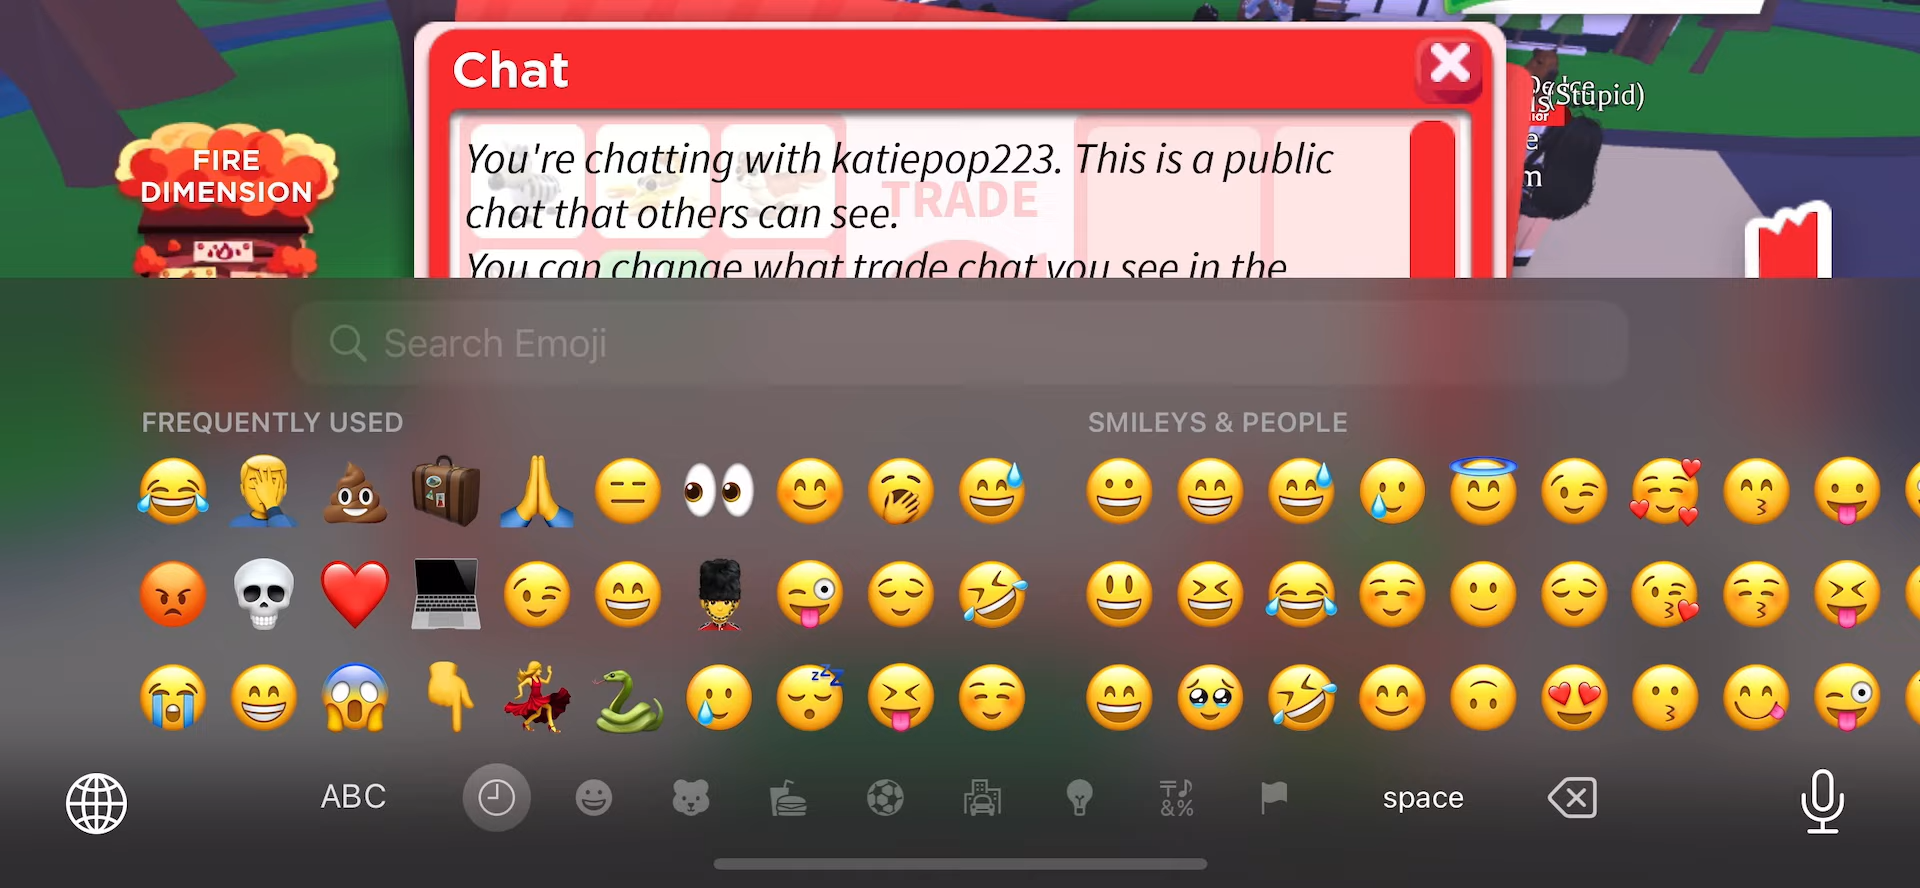 Chat
You're chatting with katiepop223. This is a public
chat that others can see.
You can change what trade chat you see in the
TRADE
FIRE
DIMENSION
(Stupid)
Search Emoji
FREQUENTLY USED
SMILEYS & PEOPLE
ABC
space